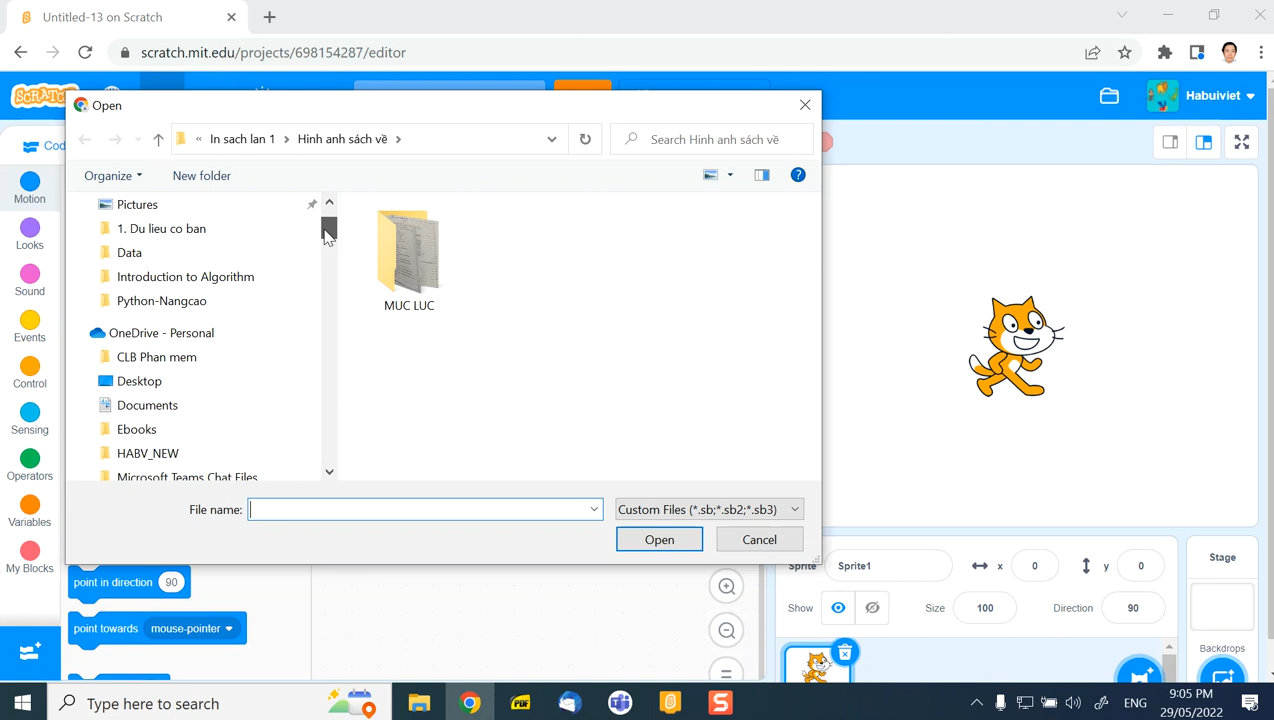 Untitled-13 on Scratch
scratch.mit.edu/projects/698154287/editor
SCRATCH
Habuiviet
Open
« In sach lan 1 > Hinh anh sách vẽ >
Search Hinh anh sách vẽ
Organize
New folder
Pictures
1. Du lieu co ban
Data
Introduction to Algorithm
Python-Nangcao
OneDrive - Personal
CLB Phan mem
Desktop
Documents
Ebooks
HABV_NEW
Microsoft Teams Chat Files
MUC LUC
File name:
Custom Files (*.sb;*.sb2;*.sb3)
Open
Cancel
Motion
Looks
Sound
Events
Control
Sensing
Operators
Variables
My Blocks
point in direction 90
point towards mouse-pointer
Sprite Sprite1 x 0 y 0
Show Size 100 Direction 90
Stage
Backdrops
Type here to search
PDF
ENG
9:05 PM
29/05/2022